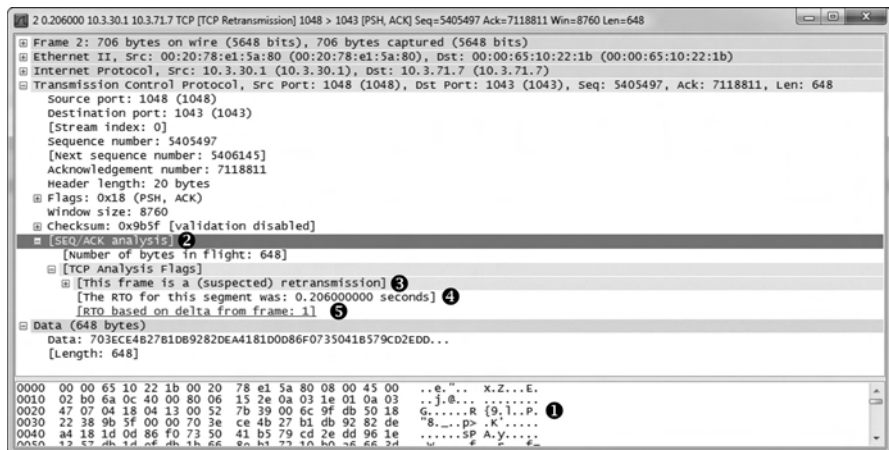 2 0.206000 10.3.30.1 10.3.71.7 TCP [TCP Retransmission] 1048 > 1043 [PSH, ACK] Seq=5405497 Ack=7118811 Win=8760 Len=648
Frame 2: 706 bytes on wire (5648 bits), 706 bytes captured (5648 bits)
Ethernet II, Src: 00:20:78:e1:5a:80 (00:20:78:e1:5a:80), Dst: 00:00:65:10:22:1b (00:00:65:10:22:1b)
Internet Protocol, Src: 10.3.30.1 (10.3.30.1), Dst: 10.3.71.7 (10.3.71.7)
Transmission Control Protocol, Src Port: 1048 (1048), Dst Port: 1043 (1043), Seq: 5405497, Ack: 7118811, Len: 648
Source port: 1048 (1048)
Destination port: 1043 (1043)
[Stream index: 0]
Sequence number: 5405497
[Next sequence number: 5406145]
Acknowledgement number: 7118811
Header length: 20 bytes
Flags: 0x18 (PSH, ACK)
Window size: 8760
Checksum: 0x9b5f [validation disabled]
[SEQ/ACK analysis] ❷
[Number of bytes in flight: 648]
[TCP Analysis Flags]
[This frame is a (suspected) retransmission] ❸
[The RTO for this segment was: 0.206000000 seconds] ❹
[RTO based on delta from frame: 1] ❺
Data (648 bytes)
Data: 703ECE4B27B1DB9282DEA4181D0D86F0735041B579CD2EDD...
[Length: 648]
0000 00 00 65 10 22 1b 00 20 78 e1 5a 80 08 00 45 00 ..e.".. x.Z...E.
0010 02 b0 6a 0c 40 00 80 06 15 2e 0a 03 1e 01 0a 03 ..j.@... ........
0020 47 07 04 18 04 13 00 52 7b 39 00 6c 9f db 50 18 G......R {9.l..P. ❶
0030 22 38 9b 5f 00 00 70 3e ce 4b 27 b1 db 92 82 de "8._..p> .K'.....
0040 a4 18 1d 0d 86 f0 73 50 41 b5 79 cd 2e dd 96 1e ......sP A.y.....